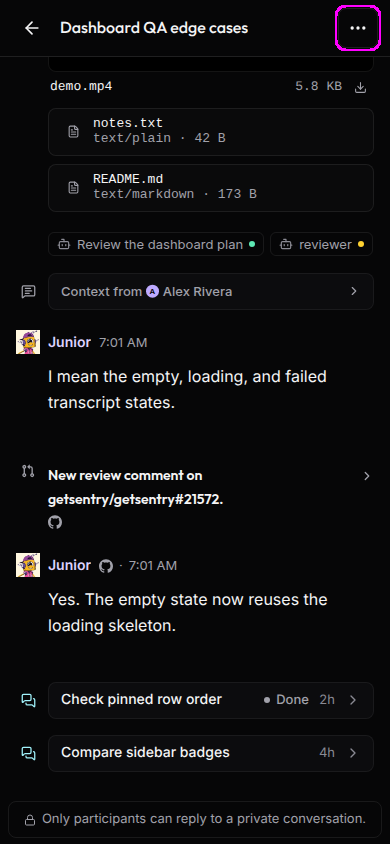 Dashboard QA edge cases
demo.mp4 5.8 KB
notes.txt
text/plain · 42 B
README.md
text/markdown · 173 B
Review the dashboard plan reviewer
Context from A Alex Rivera
Junior 7:01 AM
I mean the empty, loading, and failed
transcript states.
New review comment on
getsentry/getsentry#21572.
Junior · 7:01 AM
Yes. The empty state now reuses the
loading skeleton.
Check pinned row order Done 2h
Compare sidebar badges 4h
Only participants can reply to a private conversation.